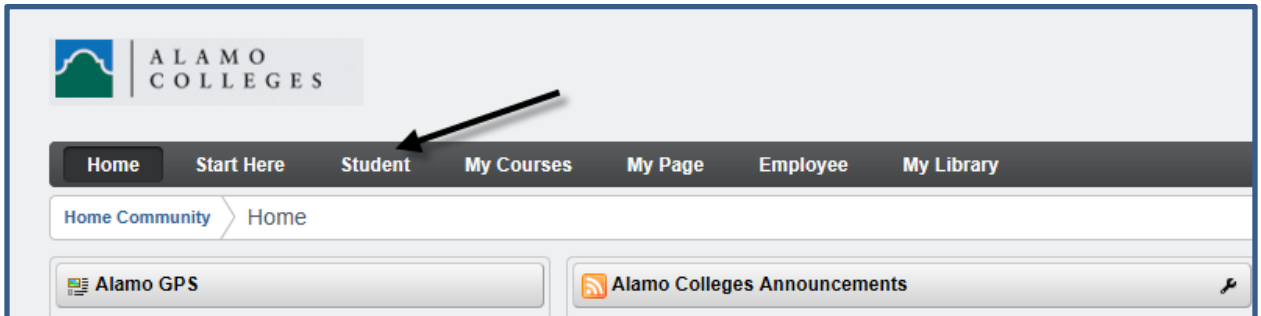 ALAMO
COLLEGES
Home Start Here Student My Courses My Page Employee My Library
Home Community Home
Alamo GPS Alamo Colleges Announcements